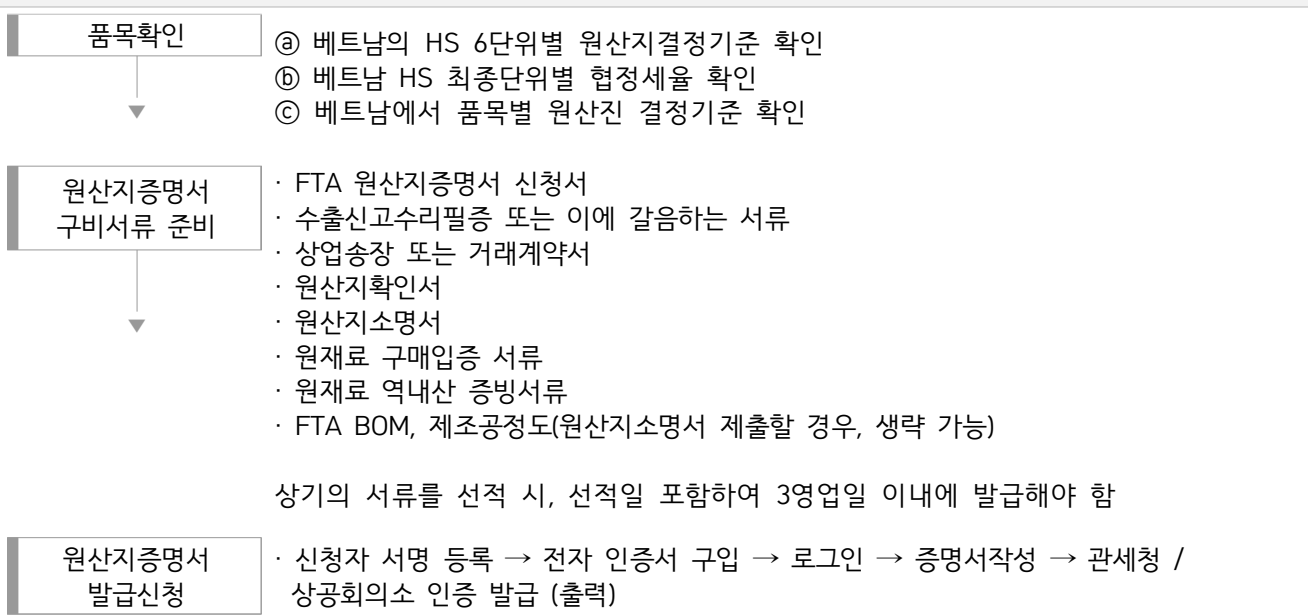 품목확인
ⓐ 베트남의 HS 6단위별 원산지결정기준 확인
ⓑ 베트남 HS 최종단위별 협정세율 확인
ⓒ 베트남에서 품목별 원산진 결정기준 확인
원산지증명서
구비서류 준비
· FTA 원산지증명서 신청서
· 수출신고수리필증 또는 이에 갈음하는 서류
· 상업송장 또는 거래계약서
· 원산지확인서
· 원산지소명서
· 원재료 구매입증 서류
· 원재료 역내산 증빙서류
· FTA BOM, 제조공정도(원산지소명서 제출할 경우, 생략 가능)
상기의 서류를 선적 시, 선적일 포함하여 3영업일 이내에 발급해야 함
원산지증명서
발급신청
· 신청자 서명 등록 → 전자 인증서 구입 → 로그인 → 증명서작성 → 관세청 /
상공회의소 인증 발급 (출력)